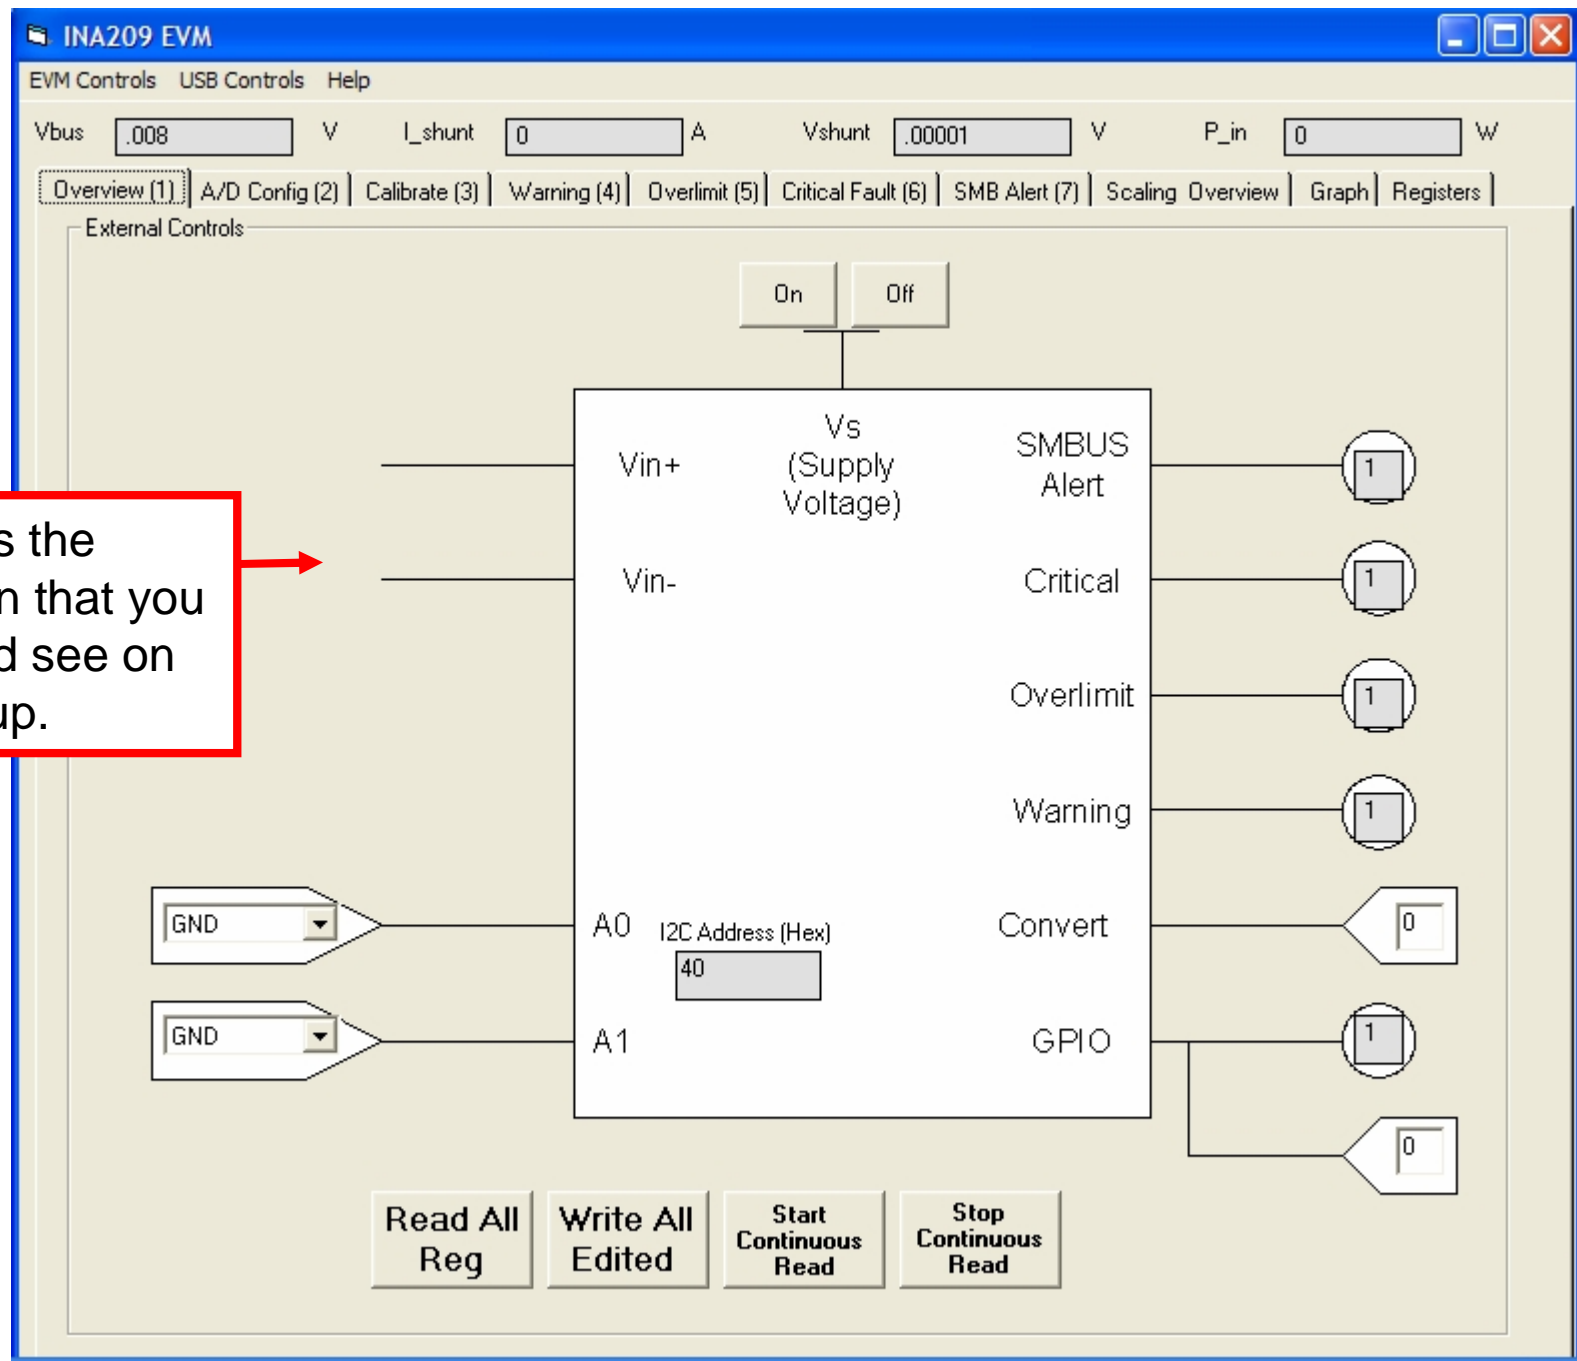 INA209 EVM
EVM Controls USB Controls Help
Vbus .008 V I_shunt 0 A Vshunt .00001 V P_in 0 W
Overview (1) A/D Config (2) Calibrate (3) Warning (4) Overlimit (5) Critical Fault (6) SMB Alert (7) Scaling Overview Graph Registers
External Controls
On Off
Vin+
Vs
(Supply
Voltage)
SMBUS
Alert
1
s the
n that you
d see on
up.
Vin-
Critical
1
Overlimit
1
Warning
1
GND
A0
I2C Address (Hex)
40
Convert
0
GND
A1
GPIO
1
0
Read All
Reg
Write All
Edited
Start
Continuous
Read
Stop
Continuous
Read